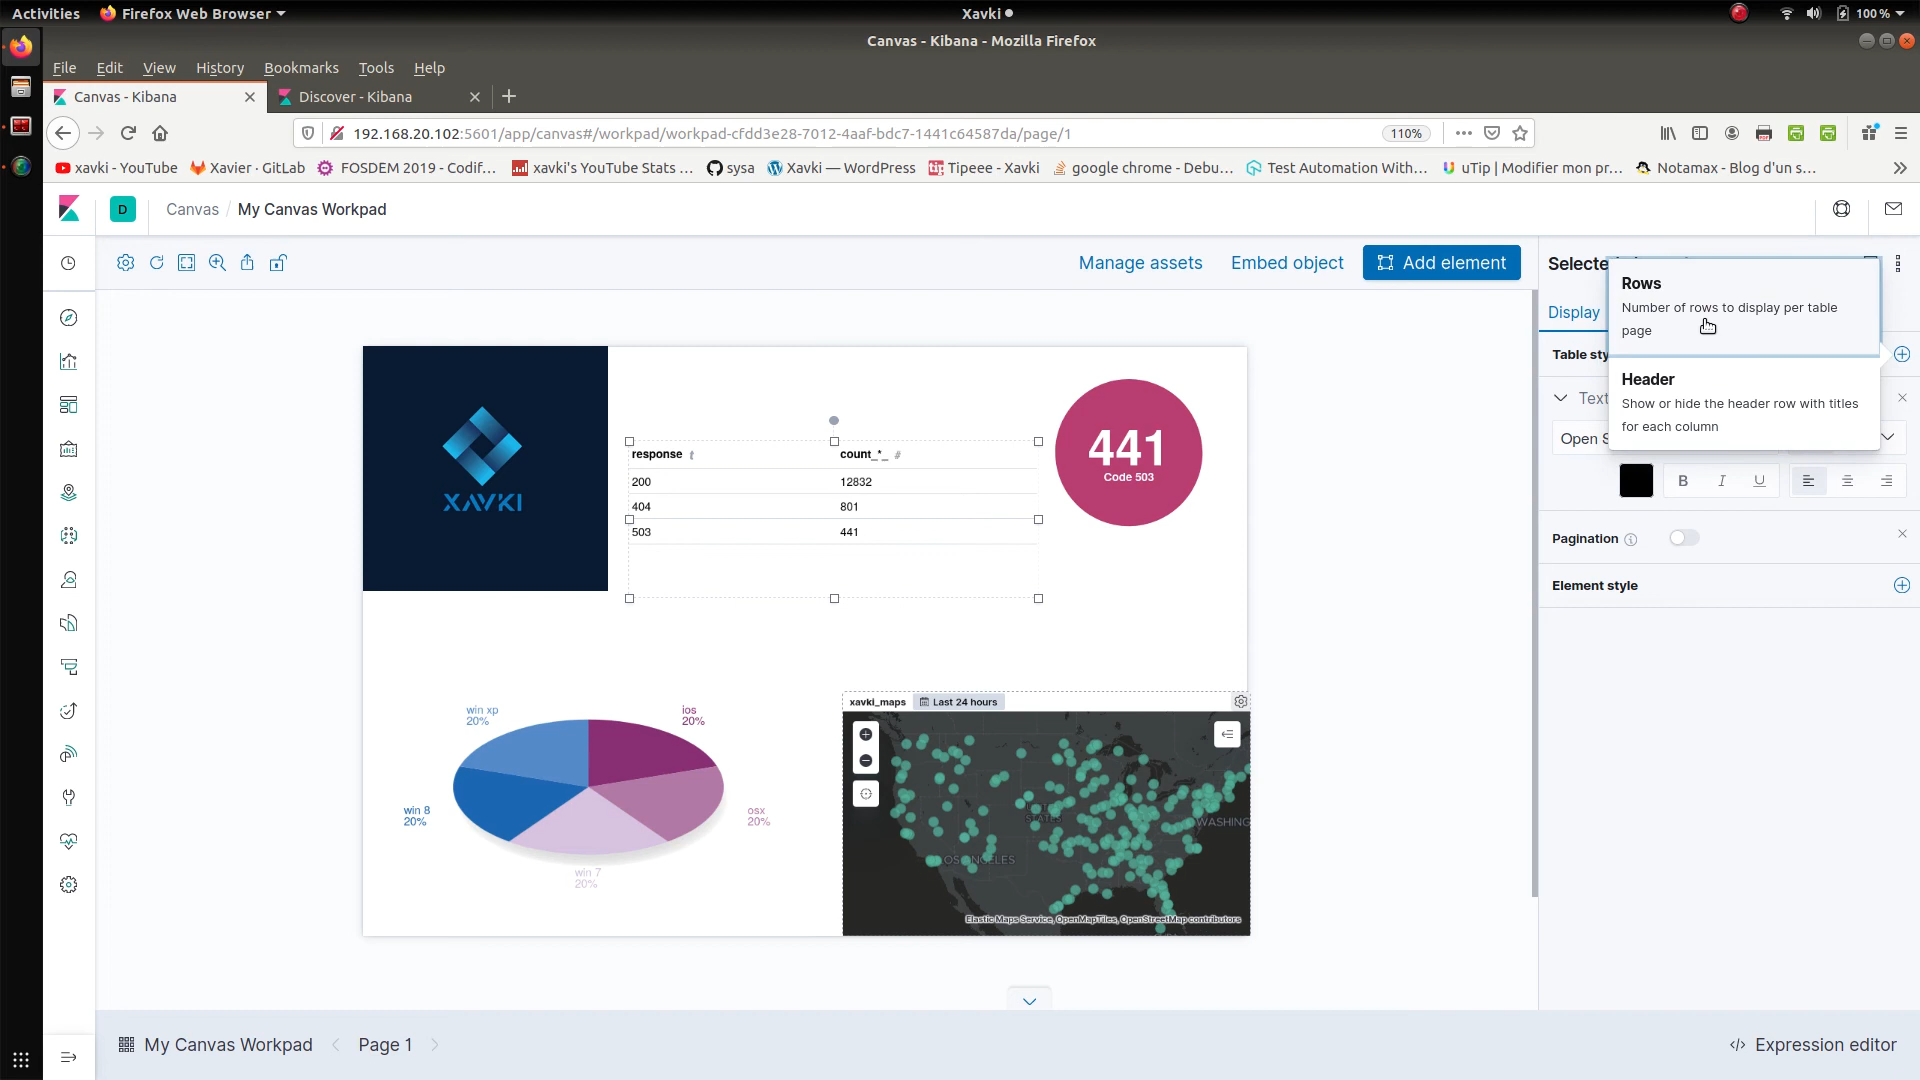 Activities
Firefox Web Browser
Xavki
100 %
Canvas - Kibana - Mozilla Firefox
File Edit View History Bookmarks Tools Help
Canvas - Kibana
Discover - Kibana
192.168.20.102:5601/app/canvas#/workpad/workpad-cfdd3e28-7012-4aaf-bdc7-1441c64587da/page/1
110%
xavki - YouTube
Xavier · GitLab
FOSDEM 2019 - Codif...
xavki's YouTube Stats ...
sysa
Xavki — WordPress
Tipeee - Xavki
google chrome - Debu...
Test Automation With...
uTip | Modifier mon pr...
Notamax - Blog d'un s...
D
Canvas / My Canvas Workpad
Manage assets
Embed object
Add element
Display
Rows
Number of rows to display per table
page
Header
Show or hide the header row with titles
for each column
Table sty
Text
Open S
B I U
Pagination
Element style
XAVKI
response t count_*_ #
200 12832
404 801
503 441
441
Code 503
win xp
20%
ios
20%
win 8
20%
osx
20%
win 7
20%
xavki_maps
Last 24 hours
UNITED
STATES
WASHING
LOS ANGELES
Elastic Maps Service, OpenMapTiles, OpenStreetMap contributors
My Canvas Workpad
Page 1
</> Expression editor